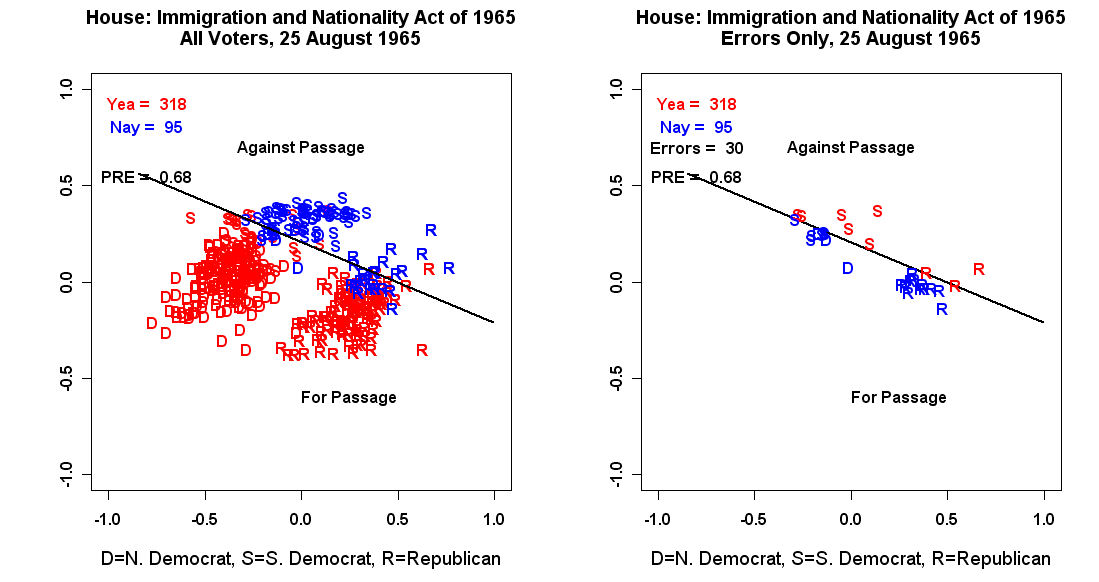 House: Immigration and Nationality Act of 1965
All Voters, 25 August 1965
Yea = 318
Nay = 95
Against Passage
PRE = 0.68
For Passage
1.0
0.5
0.0
-0.5
-1.0
-1.0 -0.5 0.0 0.5 1.0
D=N. Democrat, S=S. Democrat, R=Republican
House: Immigration and Nationality Act of 1965
Errors Only, 25 August 1965
Yea = 318
Nay = 95
Errors = 30
Against Passage
PRE = 0.68
For Passage
1.0
0.5
0.0
-0.5
-1.0
-1.0 -0.5 0.0 0.5 1.0
D=N. Democrat, S=S. Democrat, R=Republican